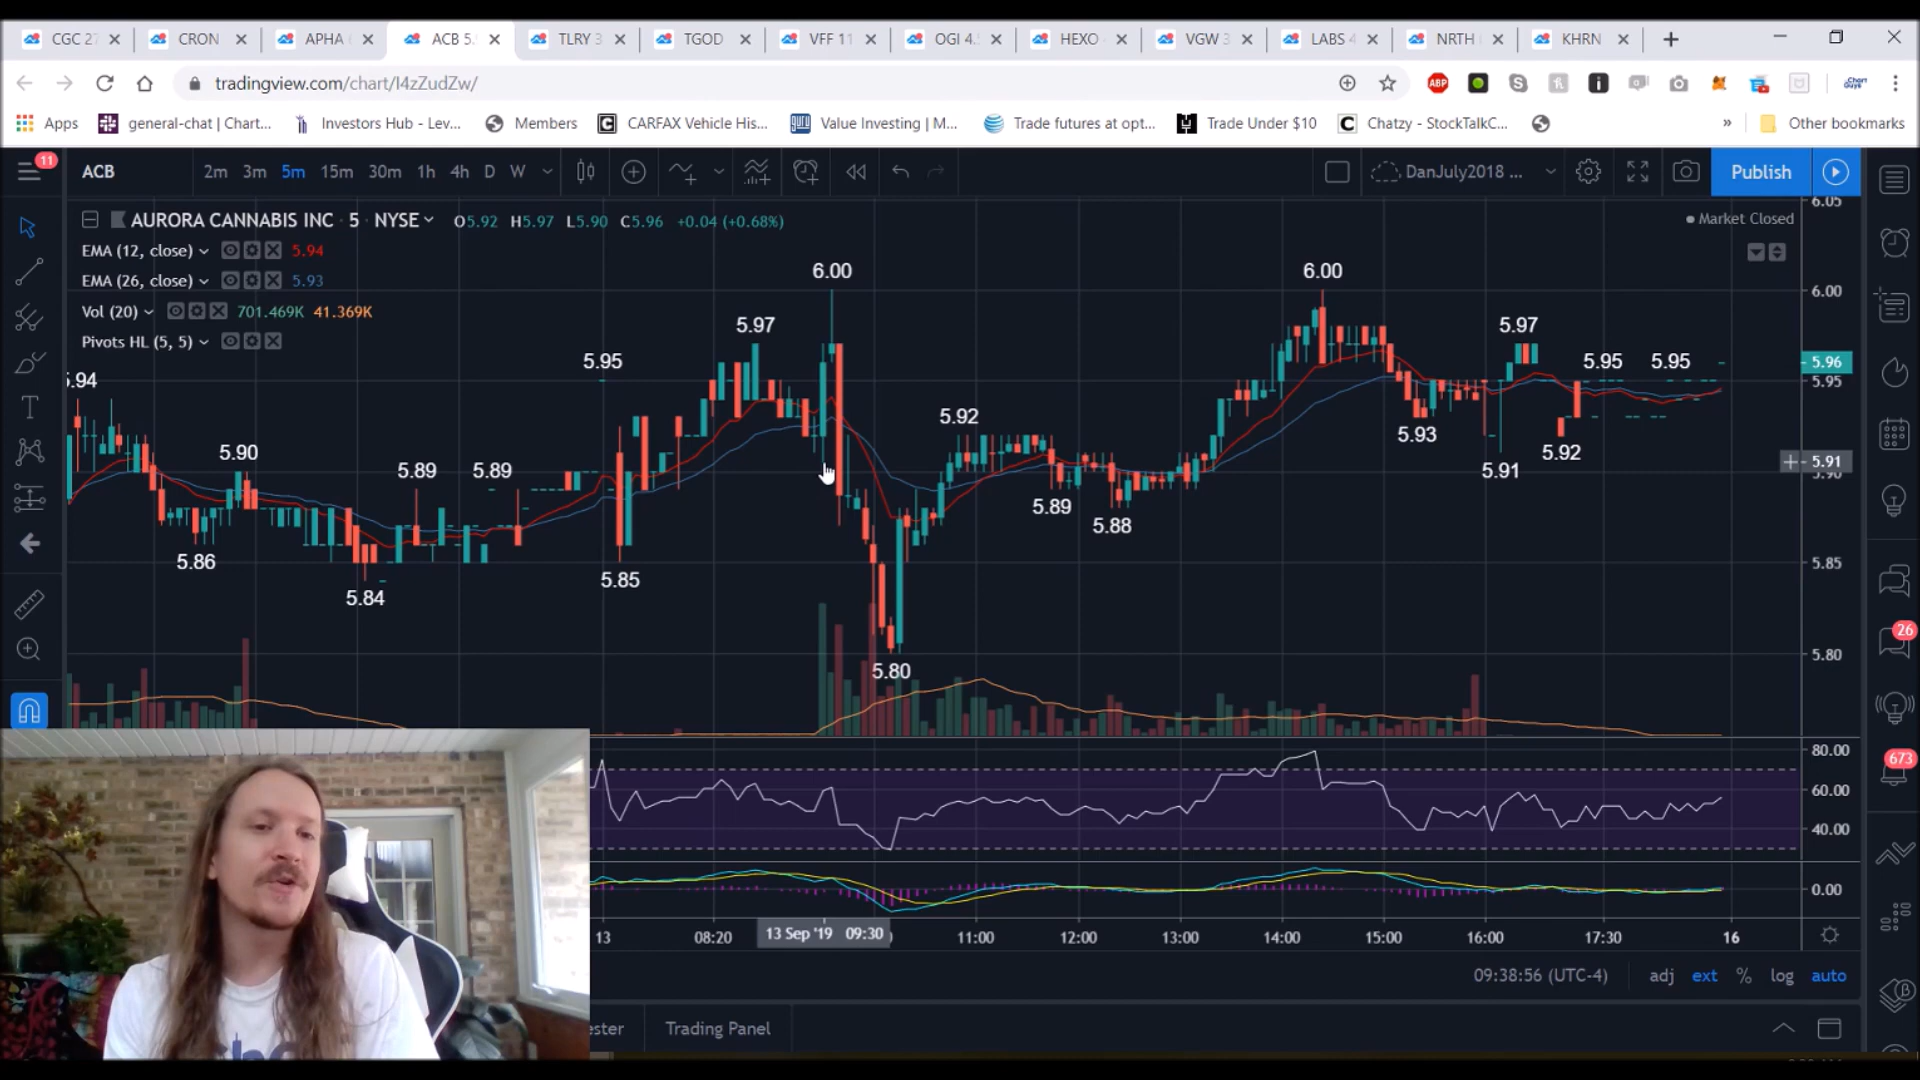 CGC 27
CRON
APHA
ACB 5.
TLRY 3
TGOD
VFF 11
OGI 4.
HEXO
VGW 3
LABS 4
NRTH
KHRN
tradingview.com/chart/I4zZudZw/
ABP
Apps
general-chat | Chart...
Investors Hub - Lev...
Members
CARFAX Vehicle His...
Value Investing | M...
Trade futures at opt...
Trade Under $10
Chatzy - StockTalkC...
»
Other bookmarks
11
ACB
2m 3m 5m 15m 30m 1h 4h D W
DanJuly2018 ...
Publish
AURORA CANNABIS INC · 5 · NYSE O5.92 H5.97 L5.90 C5.96 +0.04 (+0.68%)
Market Closed
EMA (12, close) 5.94
EMA (26, close) 5.93
Vol (20) 701.469K 41.369K
Pivots HL (5, 5)
6.00
6.00
5.97
5.97
5.95
5.95
5.95
5.94
5.92
5.93
5.90
5.92
5.89
5.89
5.91
5.89
5.88
5.86
5.85
5.84
5.80
6.05
6.00
5.96
5.95
5.91
5.90
5.85
5.80
80.00
60.00
40.00
0.00
26
673
13
08:20
13 Sep '19 09:30
11:00
12:00
13:00
14:00
15:00
16:00
17:30
16
09:38:56 (UTC-4)
adj
ext
%
log
auto
ester
Trading Panel